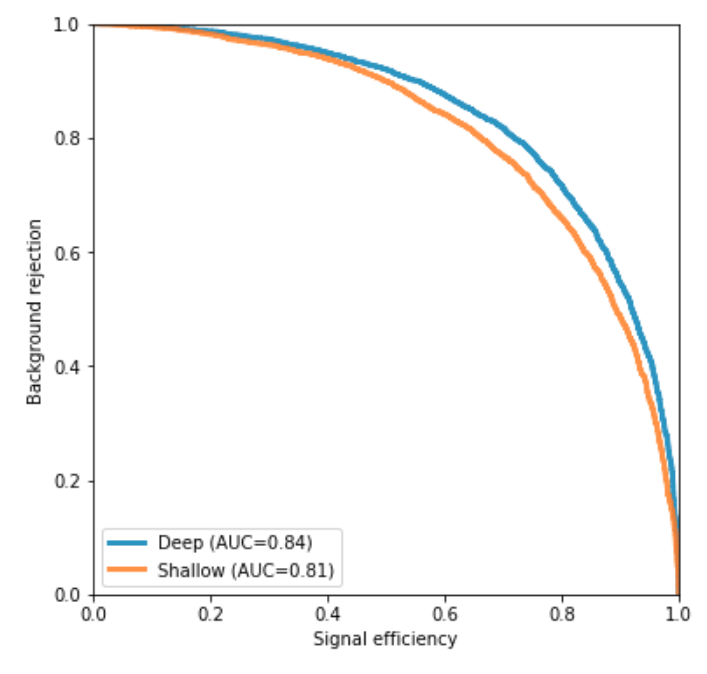 1.0
0.8
0.6
0.4
0.2
0.0
Background rejection
Deep (AUC=0.84)
Shallow (AUC=0.81)
0.0 0.2 0.4 0.6 0.8 1.0
Signal efficiency